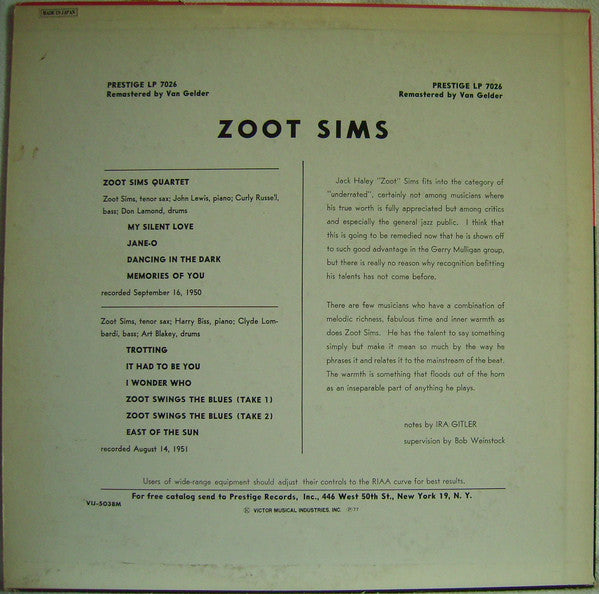 MADE IN JAPAN
PRESTIGE LP 7026
Remastered by Van Gelder
PRESTIGE LP 7026
Remastered by Van Gelder
ZOOT SIMS
ZOOT SIMS QUARTET
Zoot Sims, tenor sax; John Lewis, piano; Curly Russell,
bass; Don Lamond, drums
MY SILENT LOVE
JANE-O
DANCING IN THE DARK
MEMORIES OF YOU
recorded September 16, 1950
Zoot Sims, tenor sax; Harry Biss, piano; Clyde Lom-
bardi, bass; Art Blakey, drums
TROTTING
IT HAD TO BE YOU
I WONDER WHO
ZOOT SWINGS THE BLUES (TAKE 1)
ZOOT SWINGS THE BLUES (TAKE 2)
EAST OF THE SUN
recorded August 14, 1951
Jack Haley "Zoot" Sims fits into the category of
"underrated", certainly not among musicians where
his true worth is fully appreciated but among critics
and especially the general jazz public. I think that
this is going to be remedied now that he is shown off
to such good advantage in the Gerry Mulligan group,
but there is really no reason why recognition befitting
his talents has not come before.
There are few musicians who have a combination of
melodic richness, fabulous time and inner warmth as
does Zoot Sims. He has the talent to say something
simply but make it mean so much by the way he
phrases it and relates it to the mainstream of the beat.
The warmth is something that floods out of the horn
as an inseparable part of anything he plays.
notes by IRA GITLER
supervision by Bob Weinstock
Users of wide-range equipment should adjust their controls to the RIAA curve for best results.
For free catalog send to Prestige Records, Inc., 446 West 50th St., New York 19, N. Y.
VIJ-5038M
Ⓚ VICTOR MUSICAL INDUSTRIES, INC. Ⓟ'77